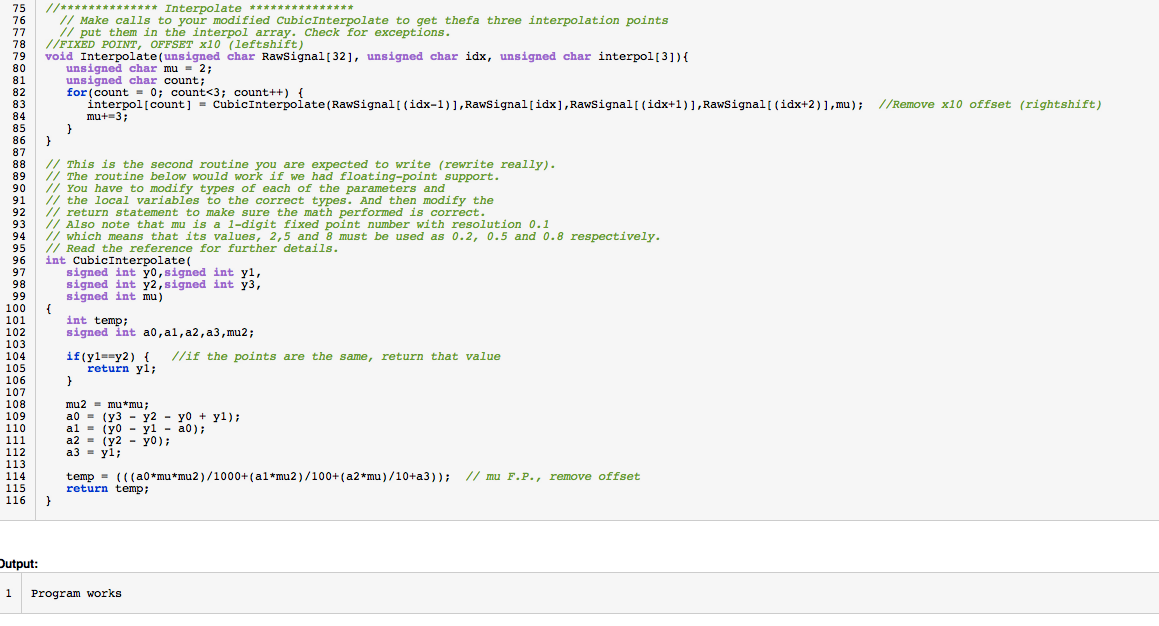 75 //************** Interpolate ***************
76 // Make calls to your modified CubicInterpolate to get thefa three interpolation points
77 // put them in the interpol array. Check for exceptions.
78 //FIXED POINT, OFFSET x10 (leftshift)
79 void Interpolate(unsigned char RawSignal[32], unsigned char idx, unsigned char interpol[3]){
80 unsigned char mu = 2;
81 unsigned char count;
82 for(count = 0; count<3; count++) {
83 interpol[count] = CubicInterpolate(RawSignal[(idx-1)],RawSignal[idx],RawSignal[(idx+1)],RawSignal[(idx+2)],mu); //Remove x10 offset (rightshift)
84 mu+=3;
85 }
86 }
87
88 // This is the second routine you are expected to write (rewrite really).
89 // The routine below would work if we had floating-point support.
90 // You have to modify types of each of the parameters and
91 // the local variables to the correct types. And then modify the
92 // return statement to make sure the math performed is correct.
93 // Also note that mu is a 1-digit fixed point number with resolution 0.1
94 // which means that its values, 2,5 and 8 must be used as 0.2, 0.5 and 0.8 respectively.
95 // Read the reference for further details.
96 int CubicInterpolate(
97 signed int y0,signed int y1,
98 signed int y2,signed int y3,
99 signed int mu)
100 {
101 int temp;
102 signed int a0,a1,a2,a3,mu2;
103
104 if(y1==y2) { //if the points are the same, return that value
105 return y1;
106 }
107
108 mu2 = mu*mu;
109 a0 = (y3 - y2 - y0 + y1);
110 a1 = (y0 - y1 - a0);
111 a2 = (y2 - y0);
112 a3 = y1;
113
114 temp = (((a0*mu*mu2)/1000+(a1*mu2)/100+(a2*mu)/10+a3)); // mu F.P., remove offset
115 return temp;
116 }
Output:
1 Program works